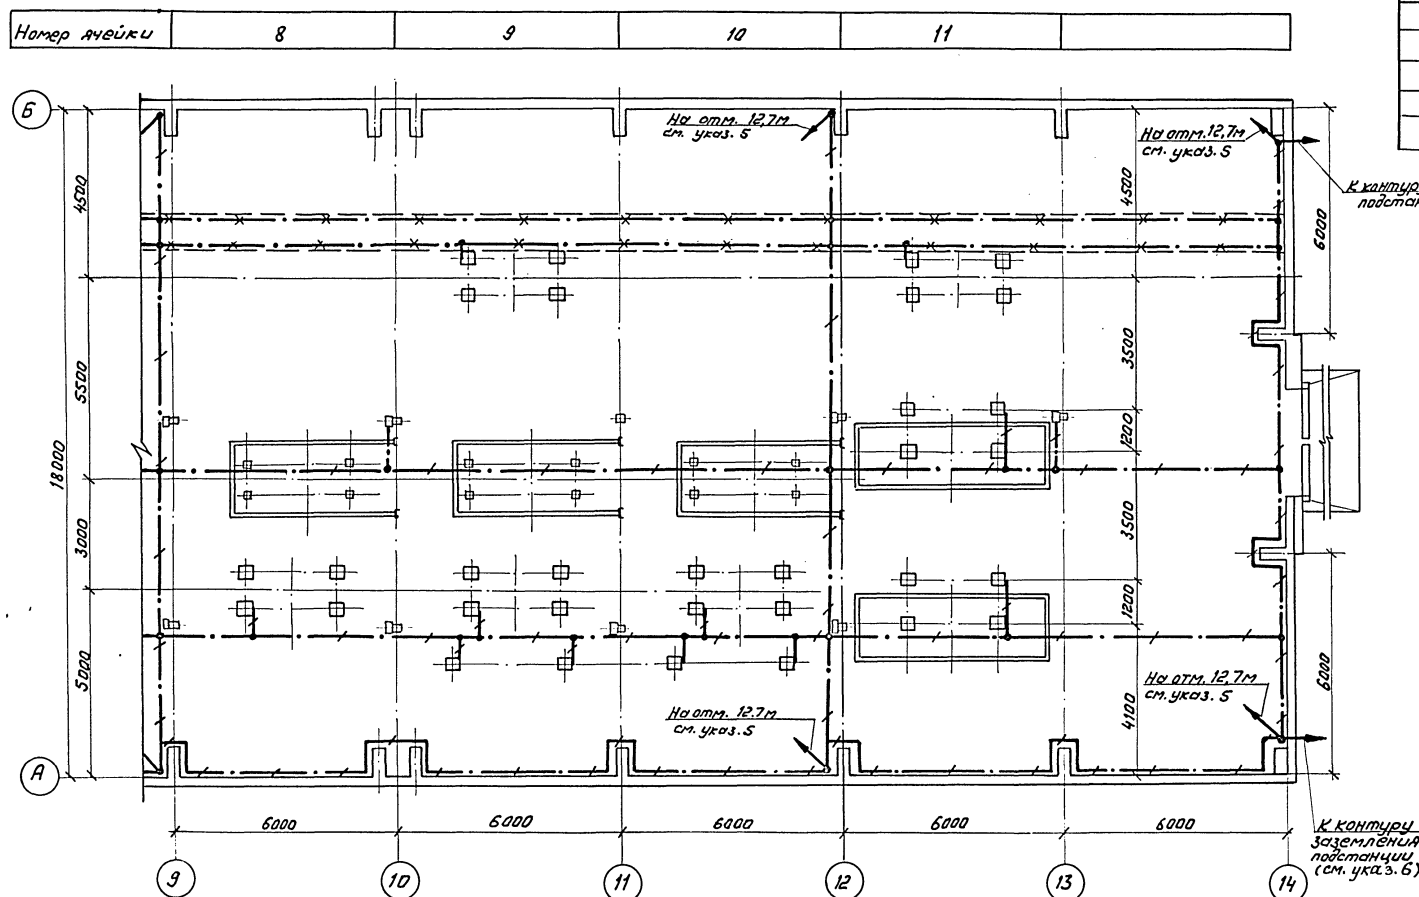 Номер ячейки 8 9 10 11
Б
На отм. 12,7м
см. указ. 5
На отм. 12,7м
см. указ. 5
К контуру
4500
4500
6000
5500
3500
1200
18000
3000
3500
1200
5000
4100
6000
На отм. 12.7м
см. указ. 5
На отм. 12,7м
см. указ. 5
А
6000 6000 6000 6000 6000
К контуру
заземления
подстанции
(см. указ. 6)
9 10 11 12 13 14